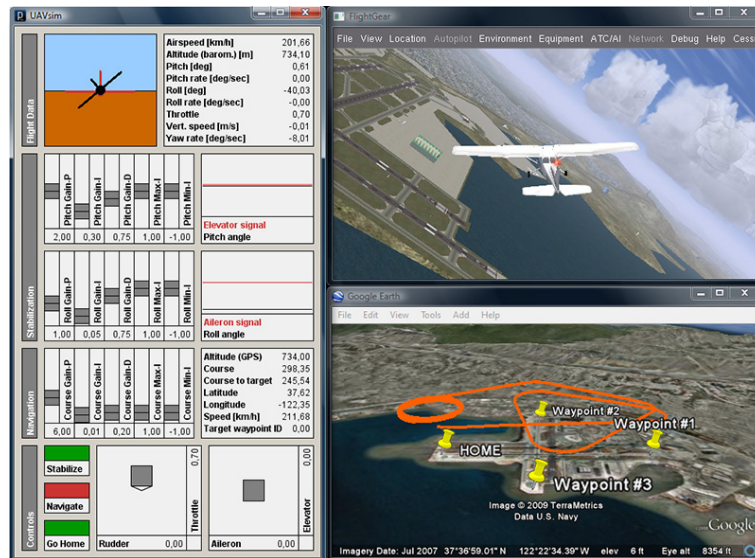 UAVsim
Flight Data
Airspeed [km/h] 201,66
Altitude (barom.) [m] 734,10
Pitch [deg] 0,61
Pitch rate [deg/sec] 0,00
Roll [deg] -40,03
Roll rate [deg/sec] -0,00
Throttle 0,70
Vert. speed [m/s] -0,01
Yaw rate [deg/sec] -8,01
Stabilization
Pitch Gain-P
Pitch Gain-I
Pitch Gain-D
Pitch Max-I
Pitch Min-I
2,00 0,30 0,75 1,00 -1,00
Elevator signal
Pitch angle
Roll Gain-P
Roll Gain-I
Roll Gain-D
Roll Max-I
Roll Min-I
1,00 0,05 0,75 1,00 -1,00
Aileron signal
Roll angle
Navigation
Course Gain-P
Course Gain-I
Course Gain-D
Course Max-I
Course Min-I
6,00 0,01 0,20 1,00 -1,00
Altitude (GPS) 734,00
Course 298,35
Course to target 245,54
Latitude 37,62
Longitude -122,35
Speed [km/h] 211,68
Target waypoint ID 0,00
Controls
Stabilize
Navigate
Go Home
Rudder 0,00
Throttle 0,70
Aileron 0,00
Elevator 0,00
FlightGear
File View Location Autopilot Environment Equipment ATC/AI Network Debug Help Cess
Google Earth
File Edit View Tools Add Help
Waypoint #2
Waypoint #1
HOME
Waypoint #3
Image © 2009 TerraMetrics
Data U.S. Navy
Google
Imagery Date: Jul 2007 37°36'59.01" N 122°22'34.39" W elev 6 ft Eye alt 8354 ft